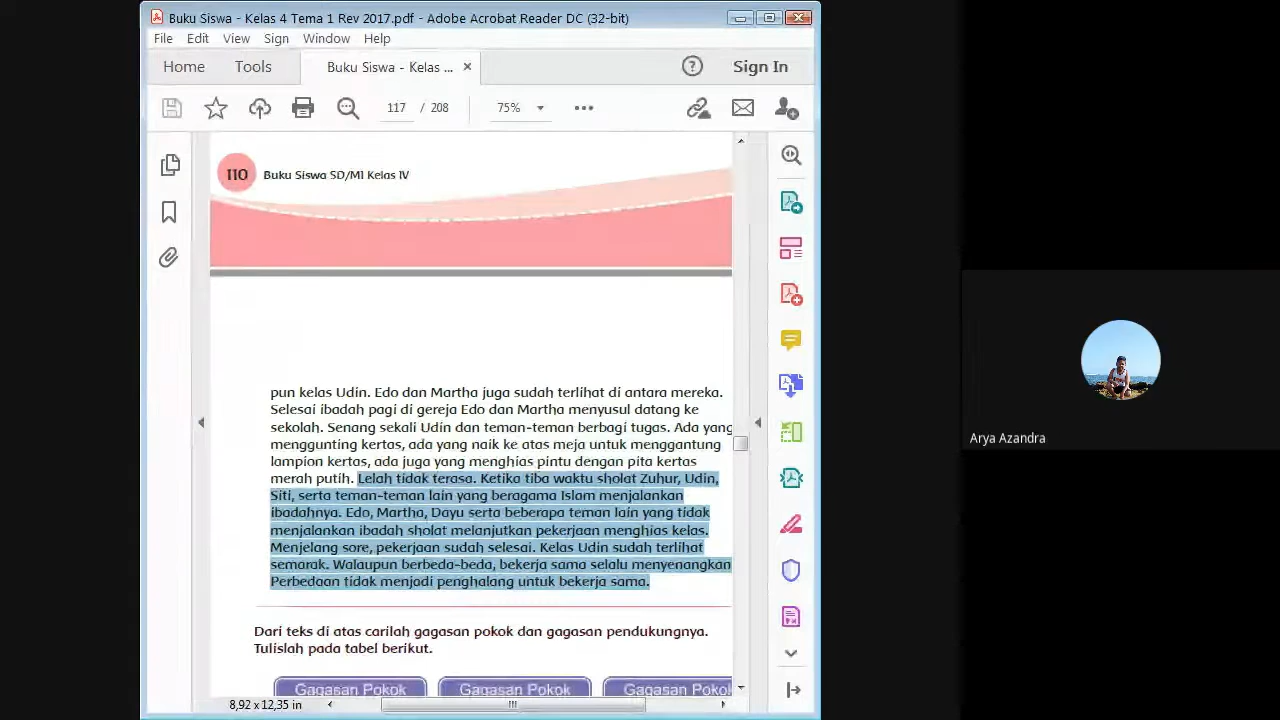 Buku Siswa - Kelas 4 Tema 1 Rev 2017.pdf - Adobe Acrobat Reader DC (32-bit)
File Edit View Sign Window Help
Home Tools Buku Siswa - Kelas ... × ? Sign In
117 / 208 75%
110 Buku Siswa SD/MI Kelas IV
pun kelas Udin. Edo dan Martha juga sudah terlihat di antara mereka.
Selesai ibadah pagi di gereja Edo dan Martha menyusul datang ke
sekolah. Senang sekali Udin dan teman-teman berbagi tugas. Ada yang
menggunting kertas, ada yang naik ke atas meja untuk menggantung
lampion kertas, ada juga yang menghias pintu dengan pita kertas
merah putih. Lelah tidak terasa. Ketika tiba waktu sholat Zuhur, Udin,
Siti, serta teman-teman lain yang beragama Islam menjalankan
ibadahnya. Edo, Martha, Dayu serta beberapa teman lain yang tidak
menjalankan ibadah sholat melanjutkan pekerjaan menghias kelas.
Menjelang sore, pekerjaan sudah selesai. Kelas Udin sudah terlihat
semarak. Walaupun berbeda-beda, bekerja sama selalu menyenangkan
Perbedaan tidak menjadi penghalang untuk bekerja sama.
Dari teks di atas carilah gagasan pokok dan gagasan pendukungnya.
Tulislah pada tabel berikut.
Gagasan Pokok Gagasan Pokok Gagasan Pokok
8,92 x 12,35 in
Arya Azandra